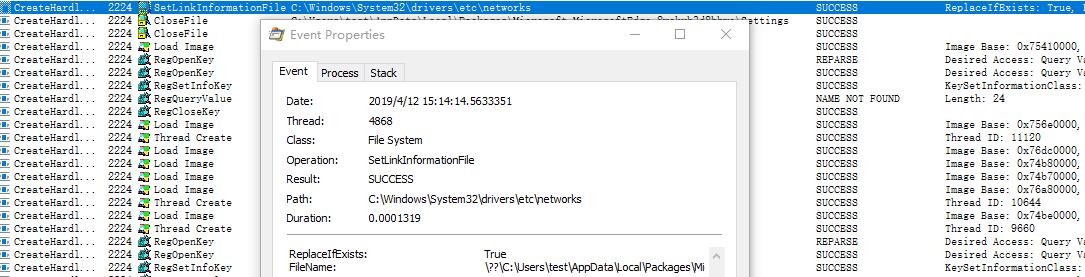 CreateHardl... 2224 SetLinkInformationFile C:\Windows\System32\drivers\etc\networks SUCCESS ReplaceIfExists: True,
CreateHardl... 2224 CloseFile SUCCESS
CreateHardl... 2224 CloseFile SUCCESS
CreateHardl... 2224 Load Image SUCCESS Image Base: 0x75410000,
CreateHardl... 2224 RegOpenKey REPARSE Desired Access: Query Va
CreateHardl... 2224 RegOpenKey SUCCESS Desired Access: Query Va
CreateHardl... 2224 RegSetInfoKey SUCCESS KeySetInformationClass:
CreateHardl... 2224 RegQueryValue NAME NOT FOUND Length: 24
CreateHardl... 2224 RegCloseKey SUCCESS
CreateHardl... 2224 Load Image SUCCESS Image Base: 0x756e0000,
CreateHardl... 2224 Thread Create SUCCESS Thread ID: 11120
CreateHardl... 2224 Load Image SUCCESS Image Base: 0x76dc0000,
CreateHardl... 2224 Load Image SUCCESS Image Base: 0x74b80000,
CreateHardl... 2224 Load Image SUCCESS Image Base: 0x74b70000,
CreateHardl... 2224 Load Image SUCCESS Image Base: 0x76a80000,
CreateHardl... 2224 Thread Create SUCCESS Thread ID: 10644
CreateHardl... 2224 Load Image SUCCESS Image Base: 0x74be0000,
CreateHardl... 2224 Thread Create SUCCESS Thread ID: 9660
CreateHardl... 2224 RegOpenKey REPARSE Desired Access: Query Va
CreateHardl... 2224 RegOpenKey SUCCESS Desired Access: Query Va
CreateHardl... 2224 RegSetInfoKey SUCCESS KeySetInformationClass:
Event Properties
Event Process Stack
Date: 2019/4/12 15:14:14.5633351
Thread: 4868
Class: File System
Operation: SetLinkInformationFile
Result: SUCCESS
Path: C:\Windows\System32\drivers\etc\networks
Duration: 0.0001319
ReplaceIfExists: True
FileName: \??\C:\Users\test\AppData\Local\Packages\Mi